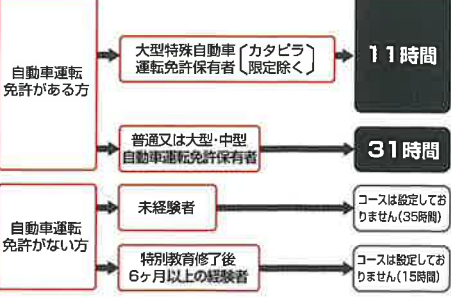 自動車運転
免許がある方
大型特殊自動車〔カタピラ〕
運転免許保有者〔限定除く〕
11時間
普通又は大型・中型
自動車運転免許保有者
31時間
自動車運転
免許がない方
未経験者
コースは設定してお
りません(35時間)
特別教育修了後
6ヶ月以上の経験者
コースは設定してお
りません(15時間)